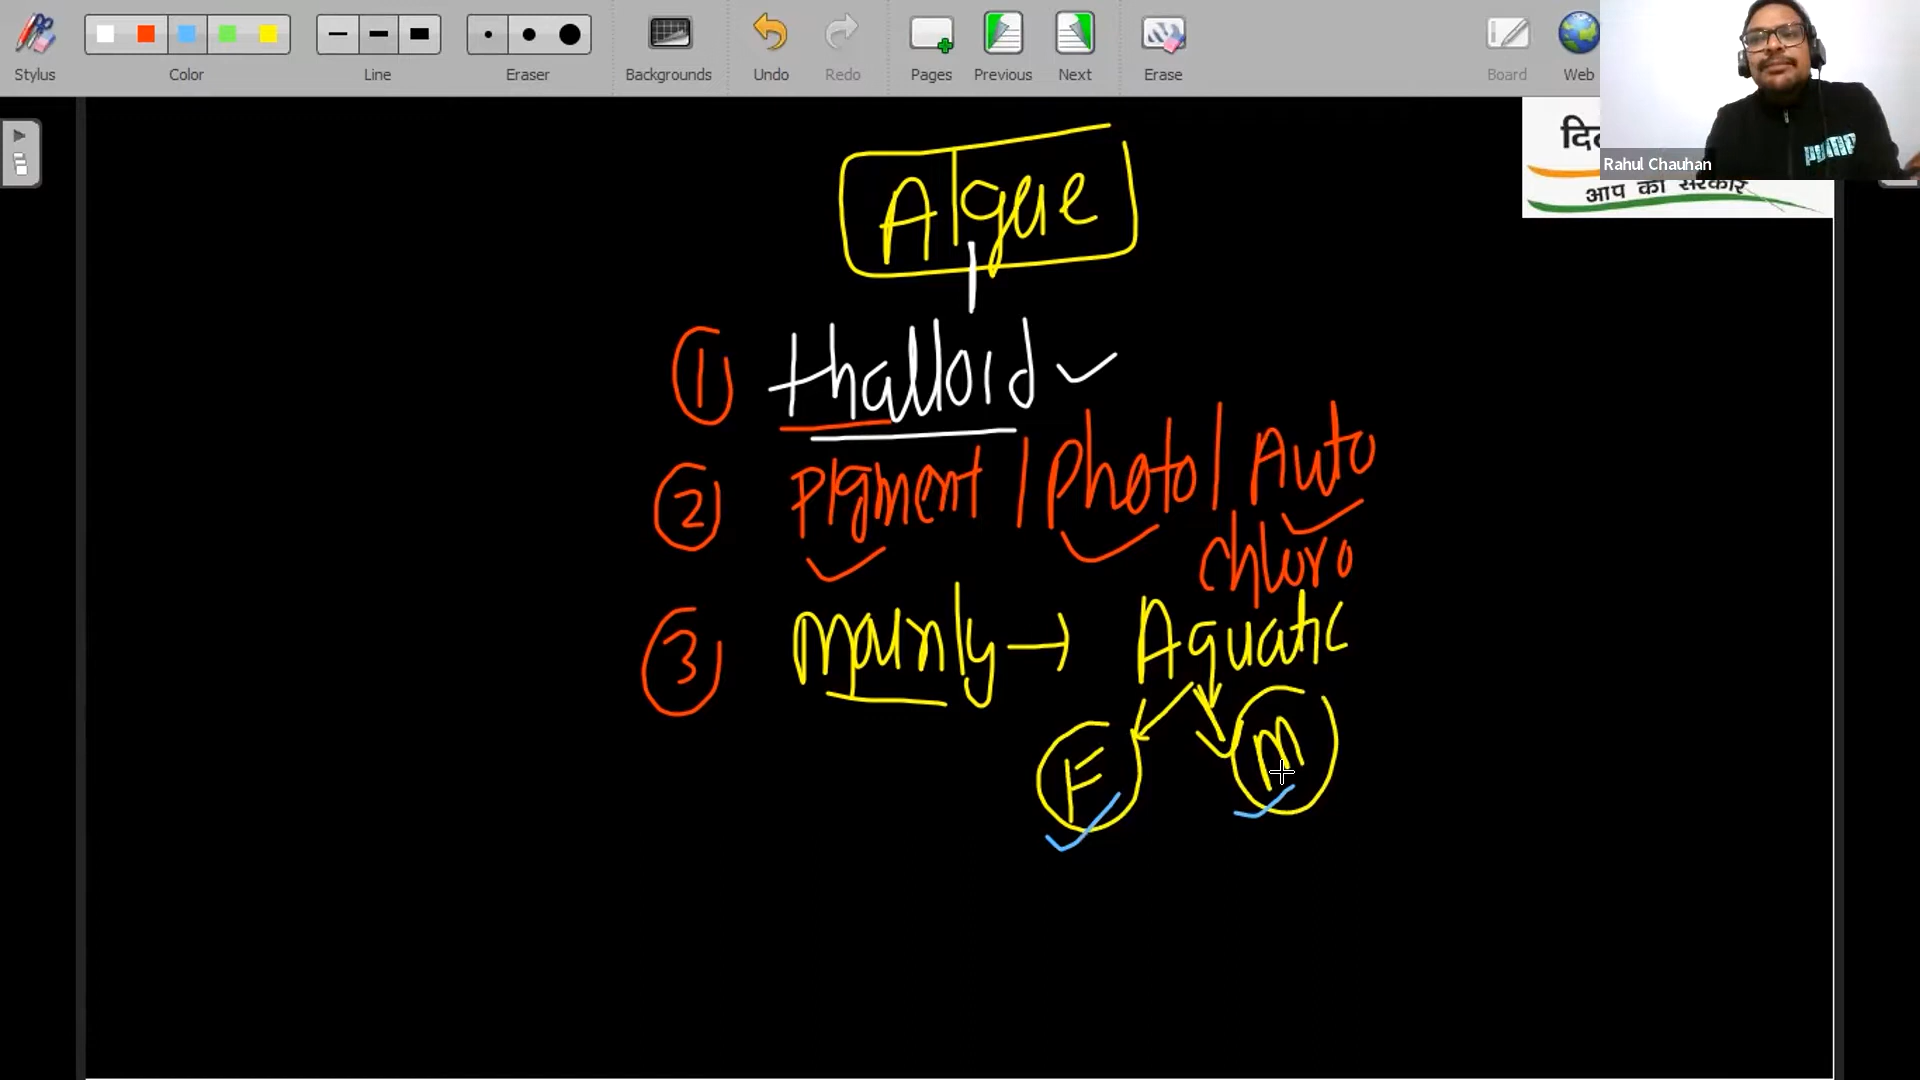 Stylus Color Line Eraser Backgrounds Undo Redo Pages Previous Next Erase Board Web
Rahul Chauhan
आप की सरकार
Algae
1 thalloid
2 Pigment / Photo / Auto
chloro
3 Mainly → Aquatic
F M